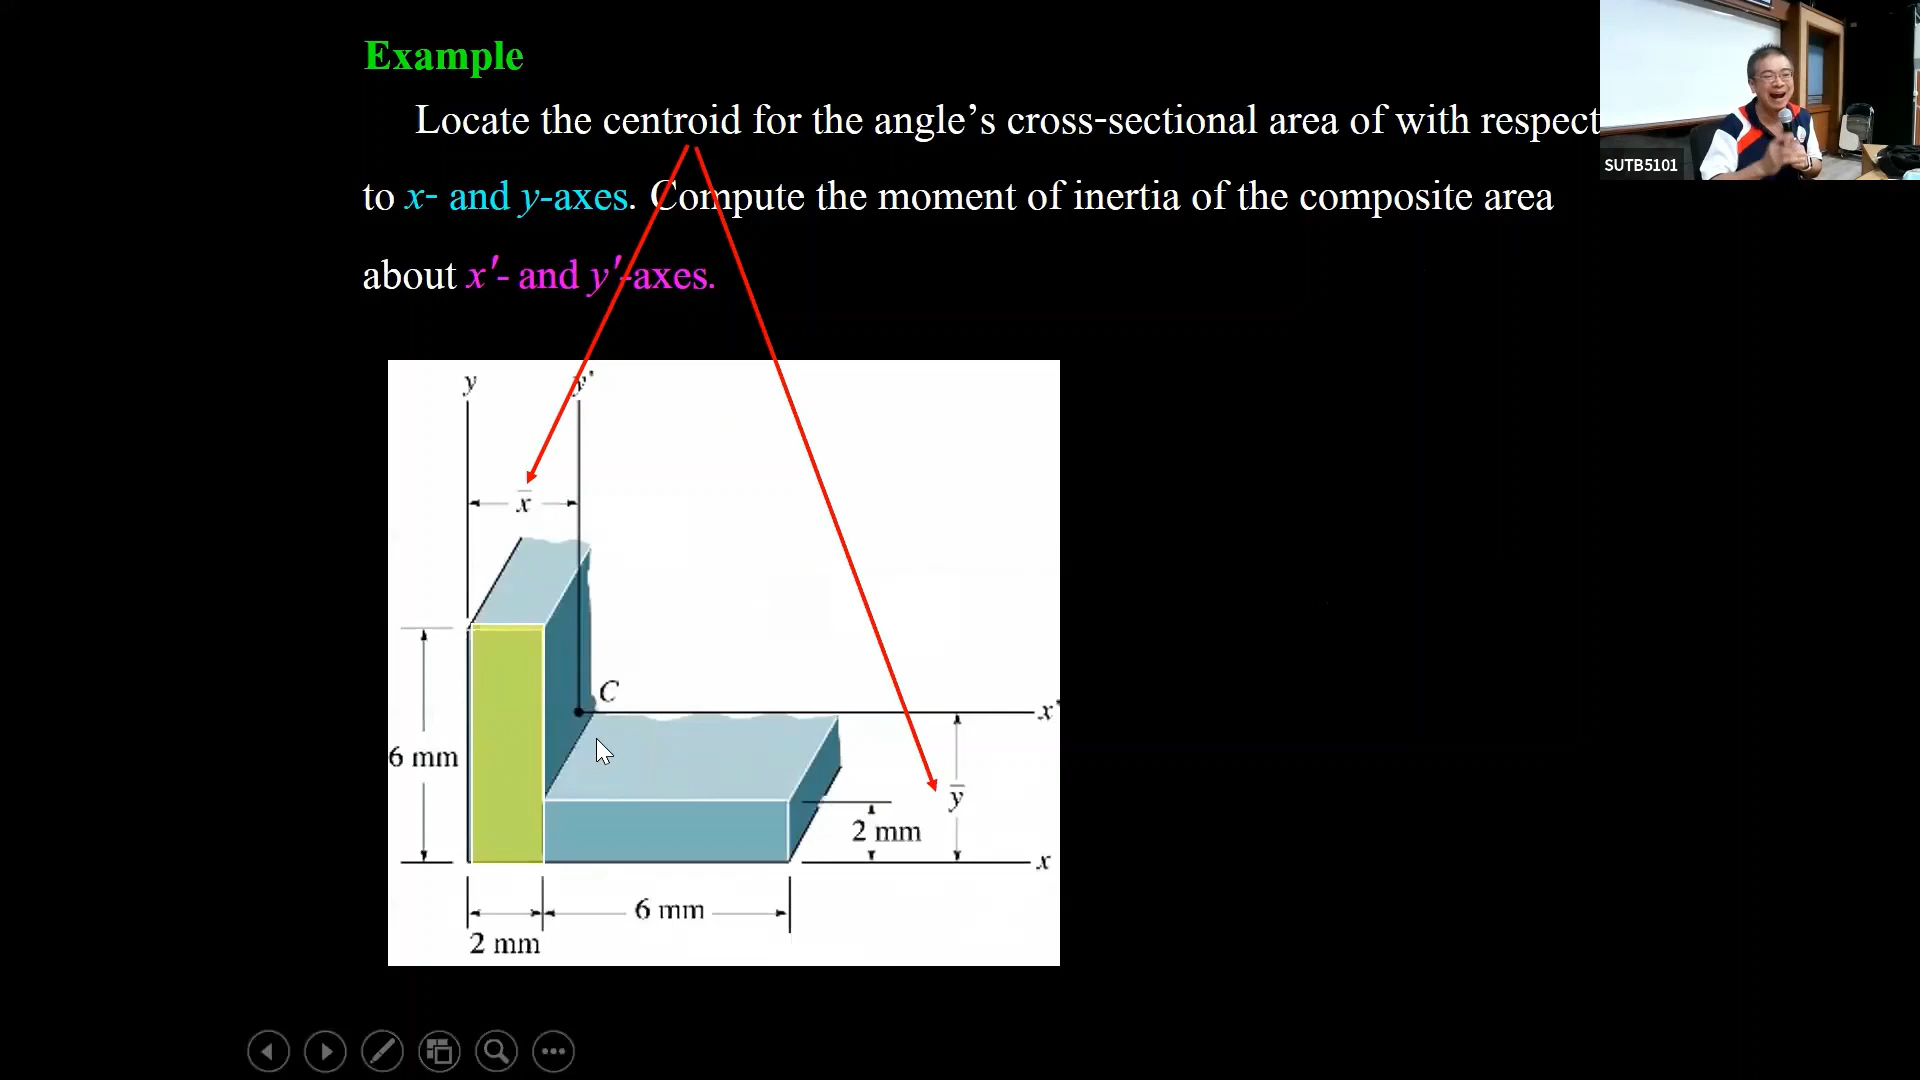 Example
Locate the centroid for the angle’s cross-sectional area of with respect
to x- and y-axes. Compute the moment of inertia of the composite area
about x′- and y′-axes.
SUTB5101
y
y'
x̄
C
x'
6 mm
ȳ
2 mm
x
6 mm
2 mm